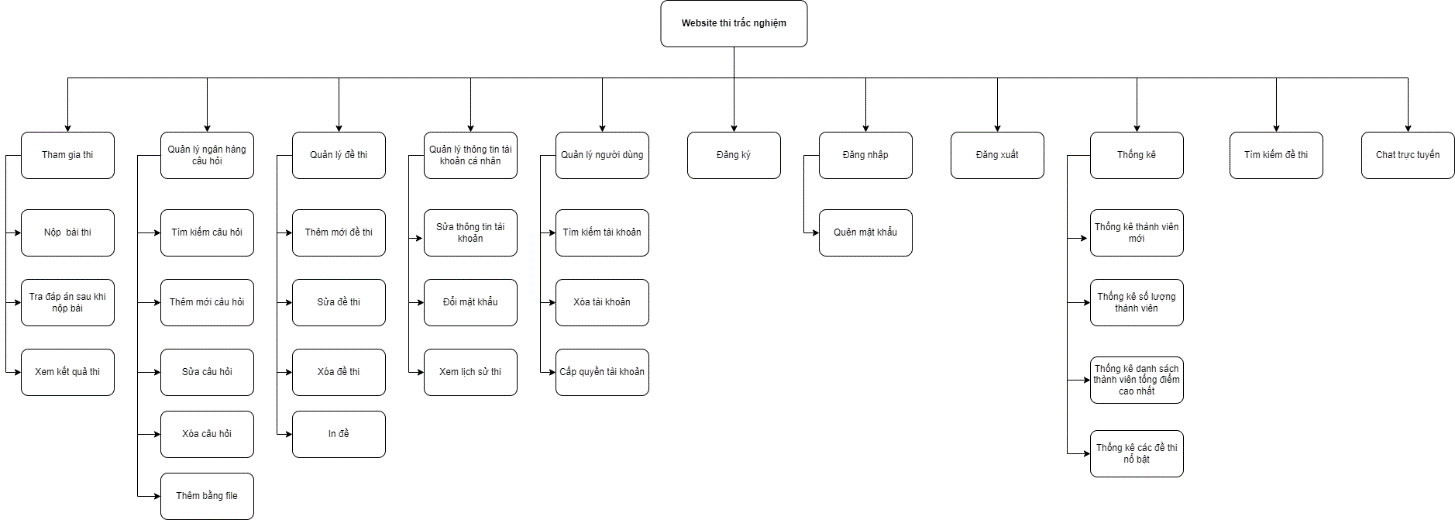 Website thi trắc nghiệm
Tham gia thi
Nộp bài thi
Tra đáp án sau khi
nộp bài
Xem kết quả thi
Quản lý ngân hàng
câu hỏi
Tìm kiếm câu hỏi
Thêm mới câu hỏi
Sửa câu hỏi
Xòa câu hỏi
Thêm bằng file
Quản lý đề thi
Thêm mới đề thi
Sửa đề thi
Xỏa đề thi
In đề
Quản lý thông tin tài
khoản cá nhân
Sửa thông tin tài
khoản
Đổi mật khẩu
Xem lịch sử thi
Quản lý người dùng
Tìm kiếm tài khoản
Xóa tài khoản
Cấp quyền tài khoản
Đăng ký
Đăng nhập
Quên mật khẩu
Đăng xuất
Thống kê
Thống kê thành viên
mới
Thống kê số lượng
thành viên
Thống kê danh sách
thành viên tổng điểm
cao nhất
Thống kê các đề thi
nổ bật
Tìm kiếm đề thi
Chat trực tuyến